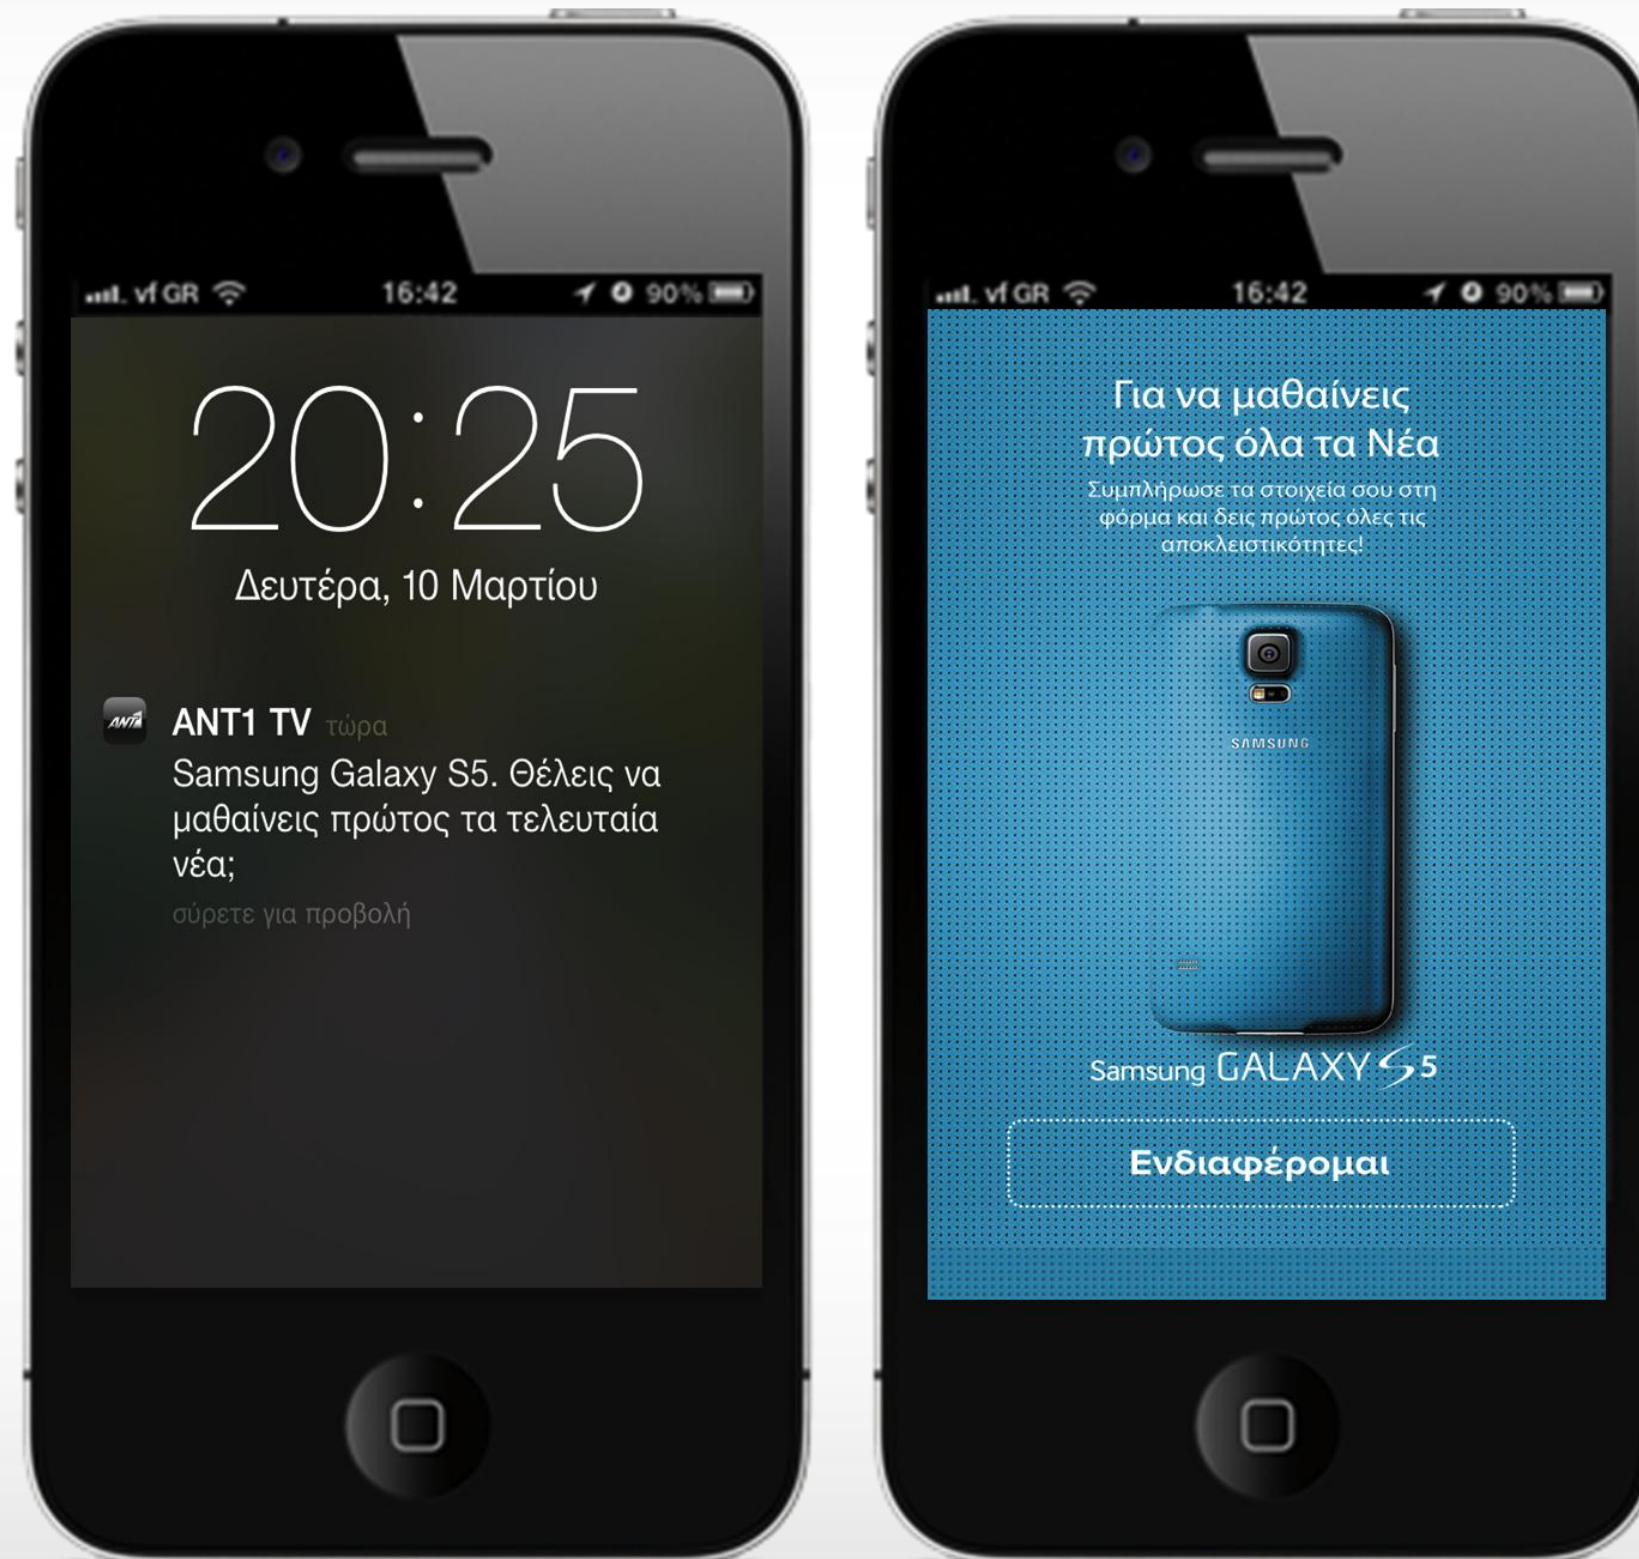 vf GR 16:42 90%
20:25
Δευτέρα, 10 Μαρτίου
ANT1
ANT1 TV τώρα
Samsung Galaxy S5. Θέλεις να
μαθαίνεις πρώτος τα τελευταία
νέα;
σύρετε για προβολή
vf GR 16:42 90%
Για να μαθαίνεις
πρώτος όλα τα Νέα
Συμπλήρωσε τα στοιχεία σου στη
φόρμα και δεις πρώτος όλες τις
αποκλειστικότητες!
SAMSUNG
Samsung GALAXY S5
Ενδιαφέρομαι